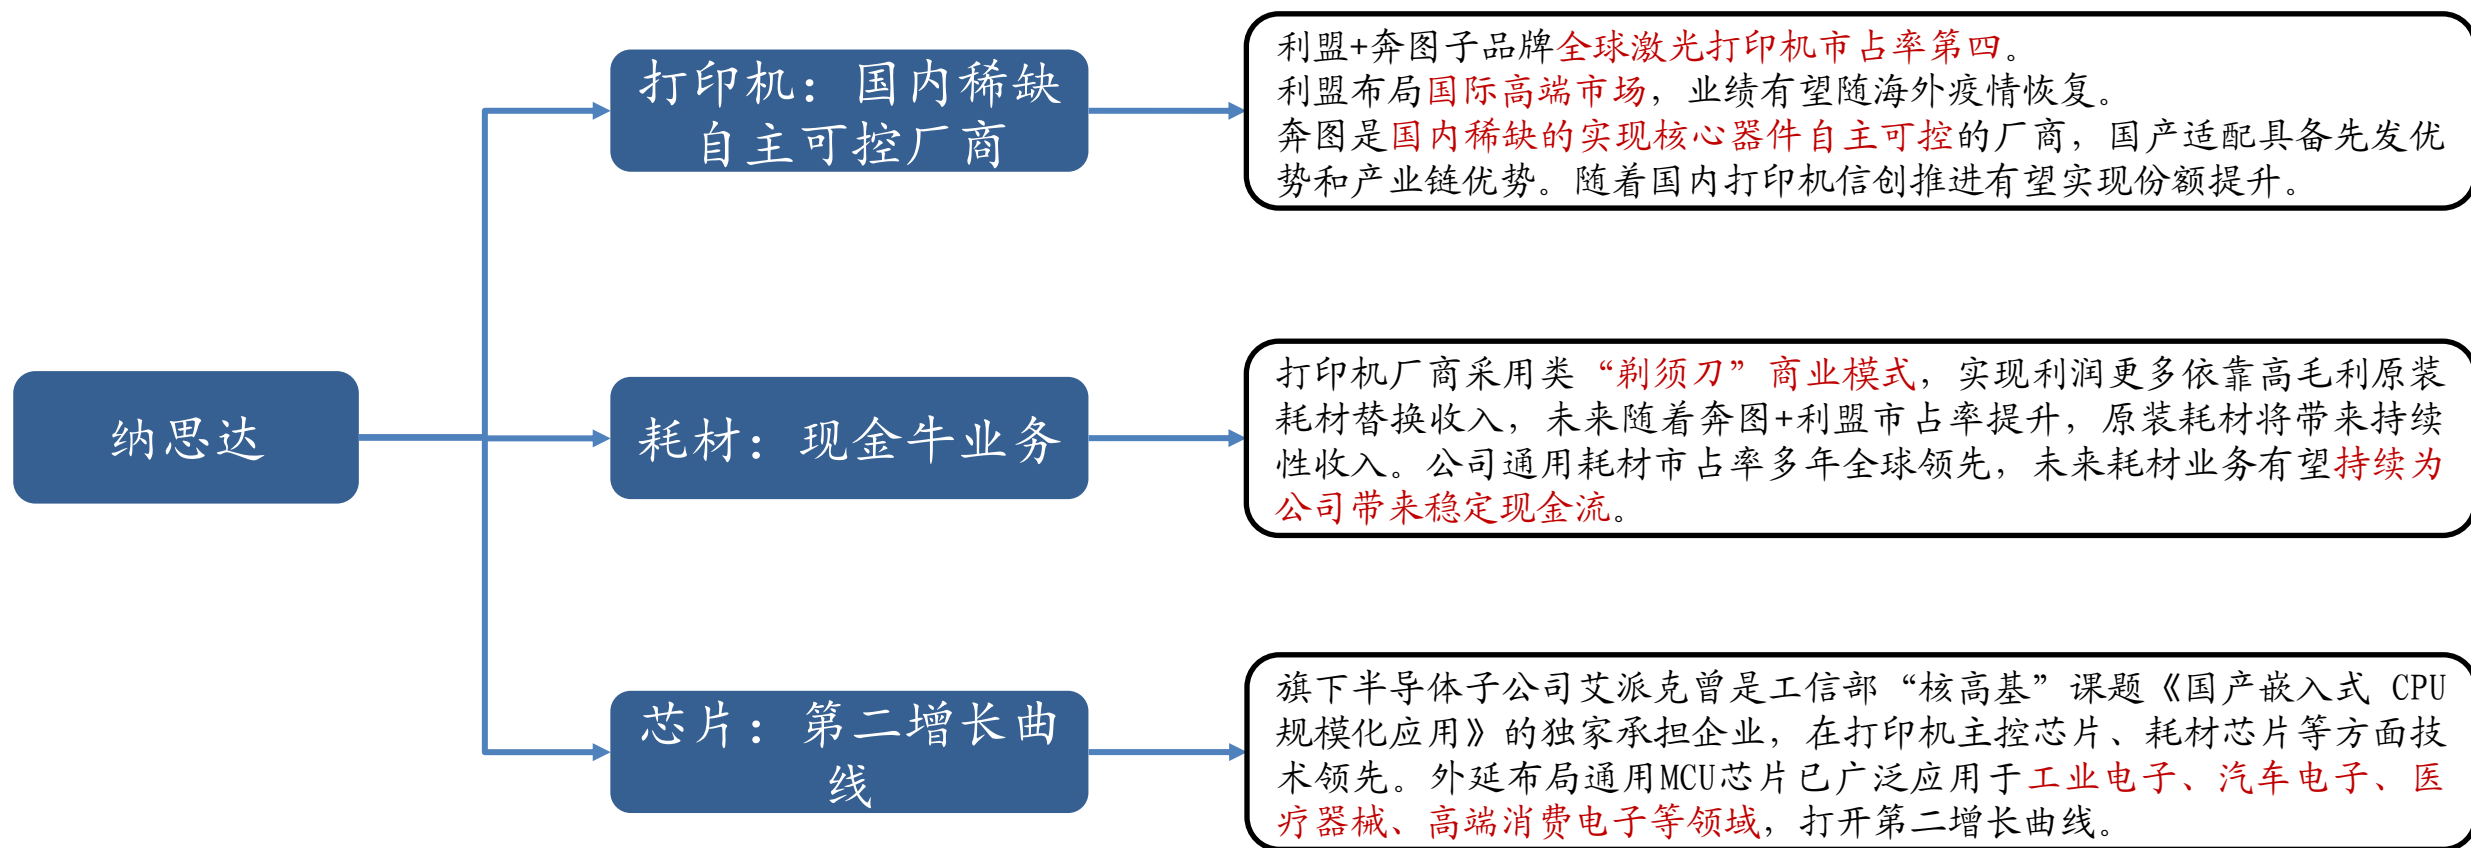 纳思达
打印机：国内稀缺
自主可控厂商
利盟+奔图子品牌全球激光打印机市占率第四。
利盟布局国际高端市场，业绩有望随海外疫情恢复。
奔图是国内稀缺的实现核心器件自主可控的厂商，国产适配具备先发优
势和产业链优势。随着国内打印机信创推进有望实现份额提升。
耗材：现金牛业务
打印机厂商采用类“剃须刀”商业模式，实现利润更多依靠高毛利原装
耗材替换收入，未来随着奔图+利盟市占率提升，原装耗材将带来持续
性收入。公司通用耗材市占率多年全球领先，未来耗材业务有望持续为
公司带来稳定现金流。
芯片：第二增长曲
线
旗下半导体子公司艾派克曾是工信部“核高基”课题《国产嵌入式 CPU
规模化应用》的独家承担企业，在打印机主控芯片、耗材芯片等方面技
术领先。外延布局通用MCU芯片已广泛应用于工业电子、汽车电子、医
疗器械、高端消费电子等领域，打开第二增长曲线。